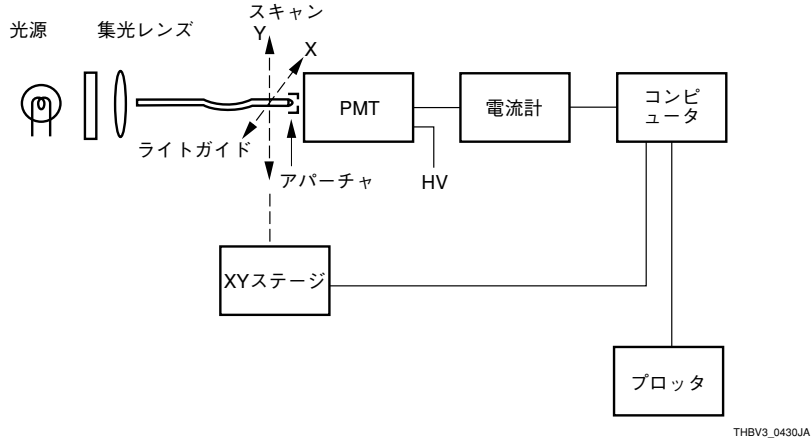 スキャン
光源
集光レンズ
Y
X
PMT
電流計
コンピ
ュータ
ライトガイド
アパーチャ
HV
XYステージ
プロッタ
THBV3_0430JA